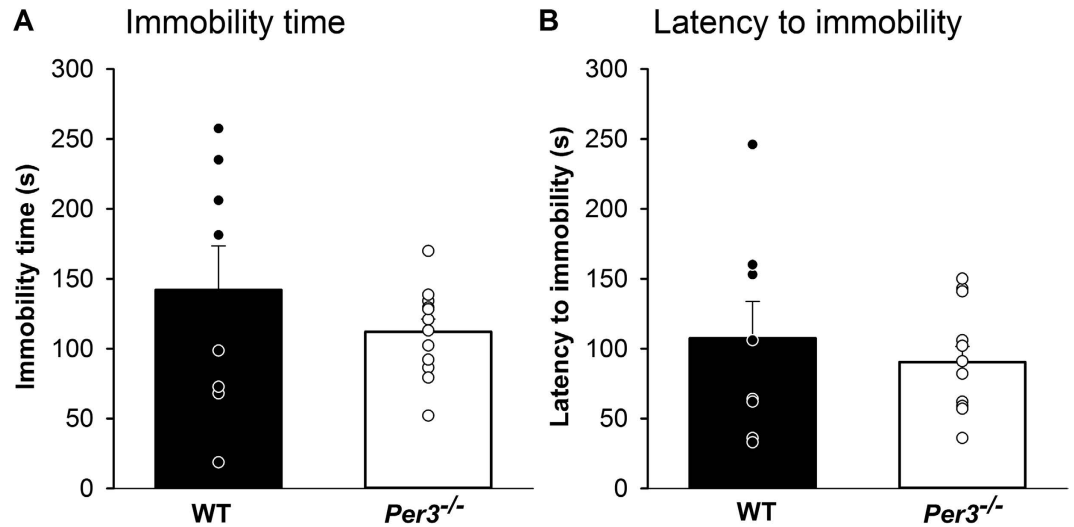 A Immobility time
Immobility time (s)
300
250
200
150
100
50
0
WT Per3-/-
B Latency to immobility
Latency to immobility (s)
300
250
200
150
100
50
0
WT Per3-/-